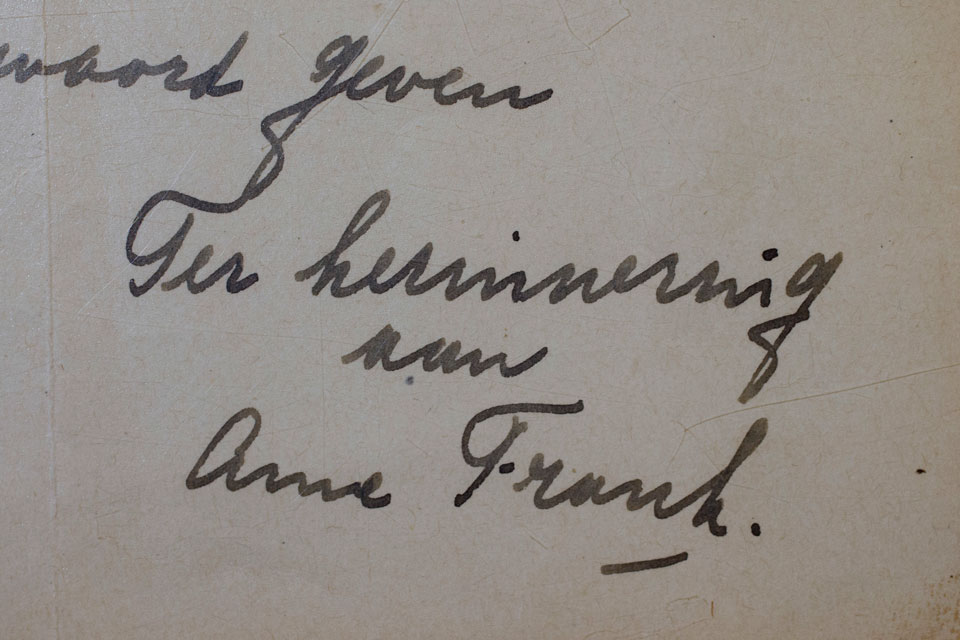 woord geven
Ter herinnering
aan
Anne Frank.